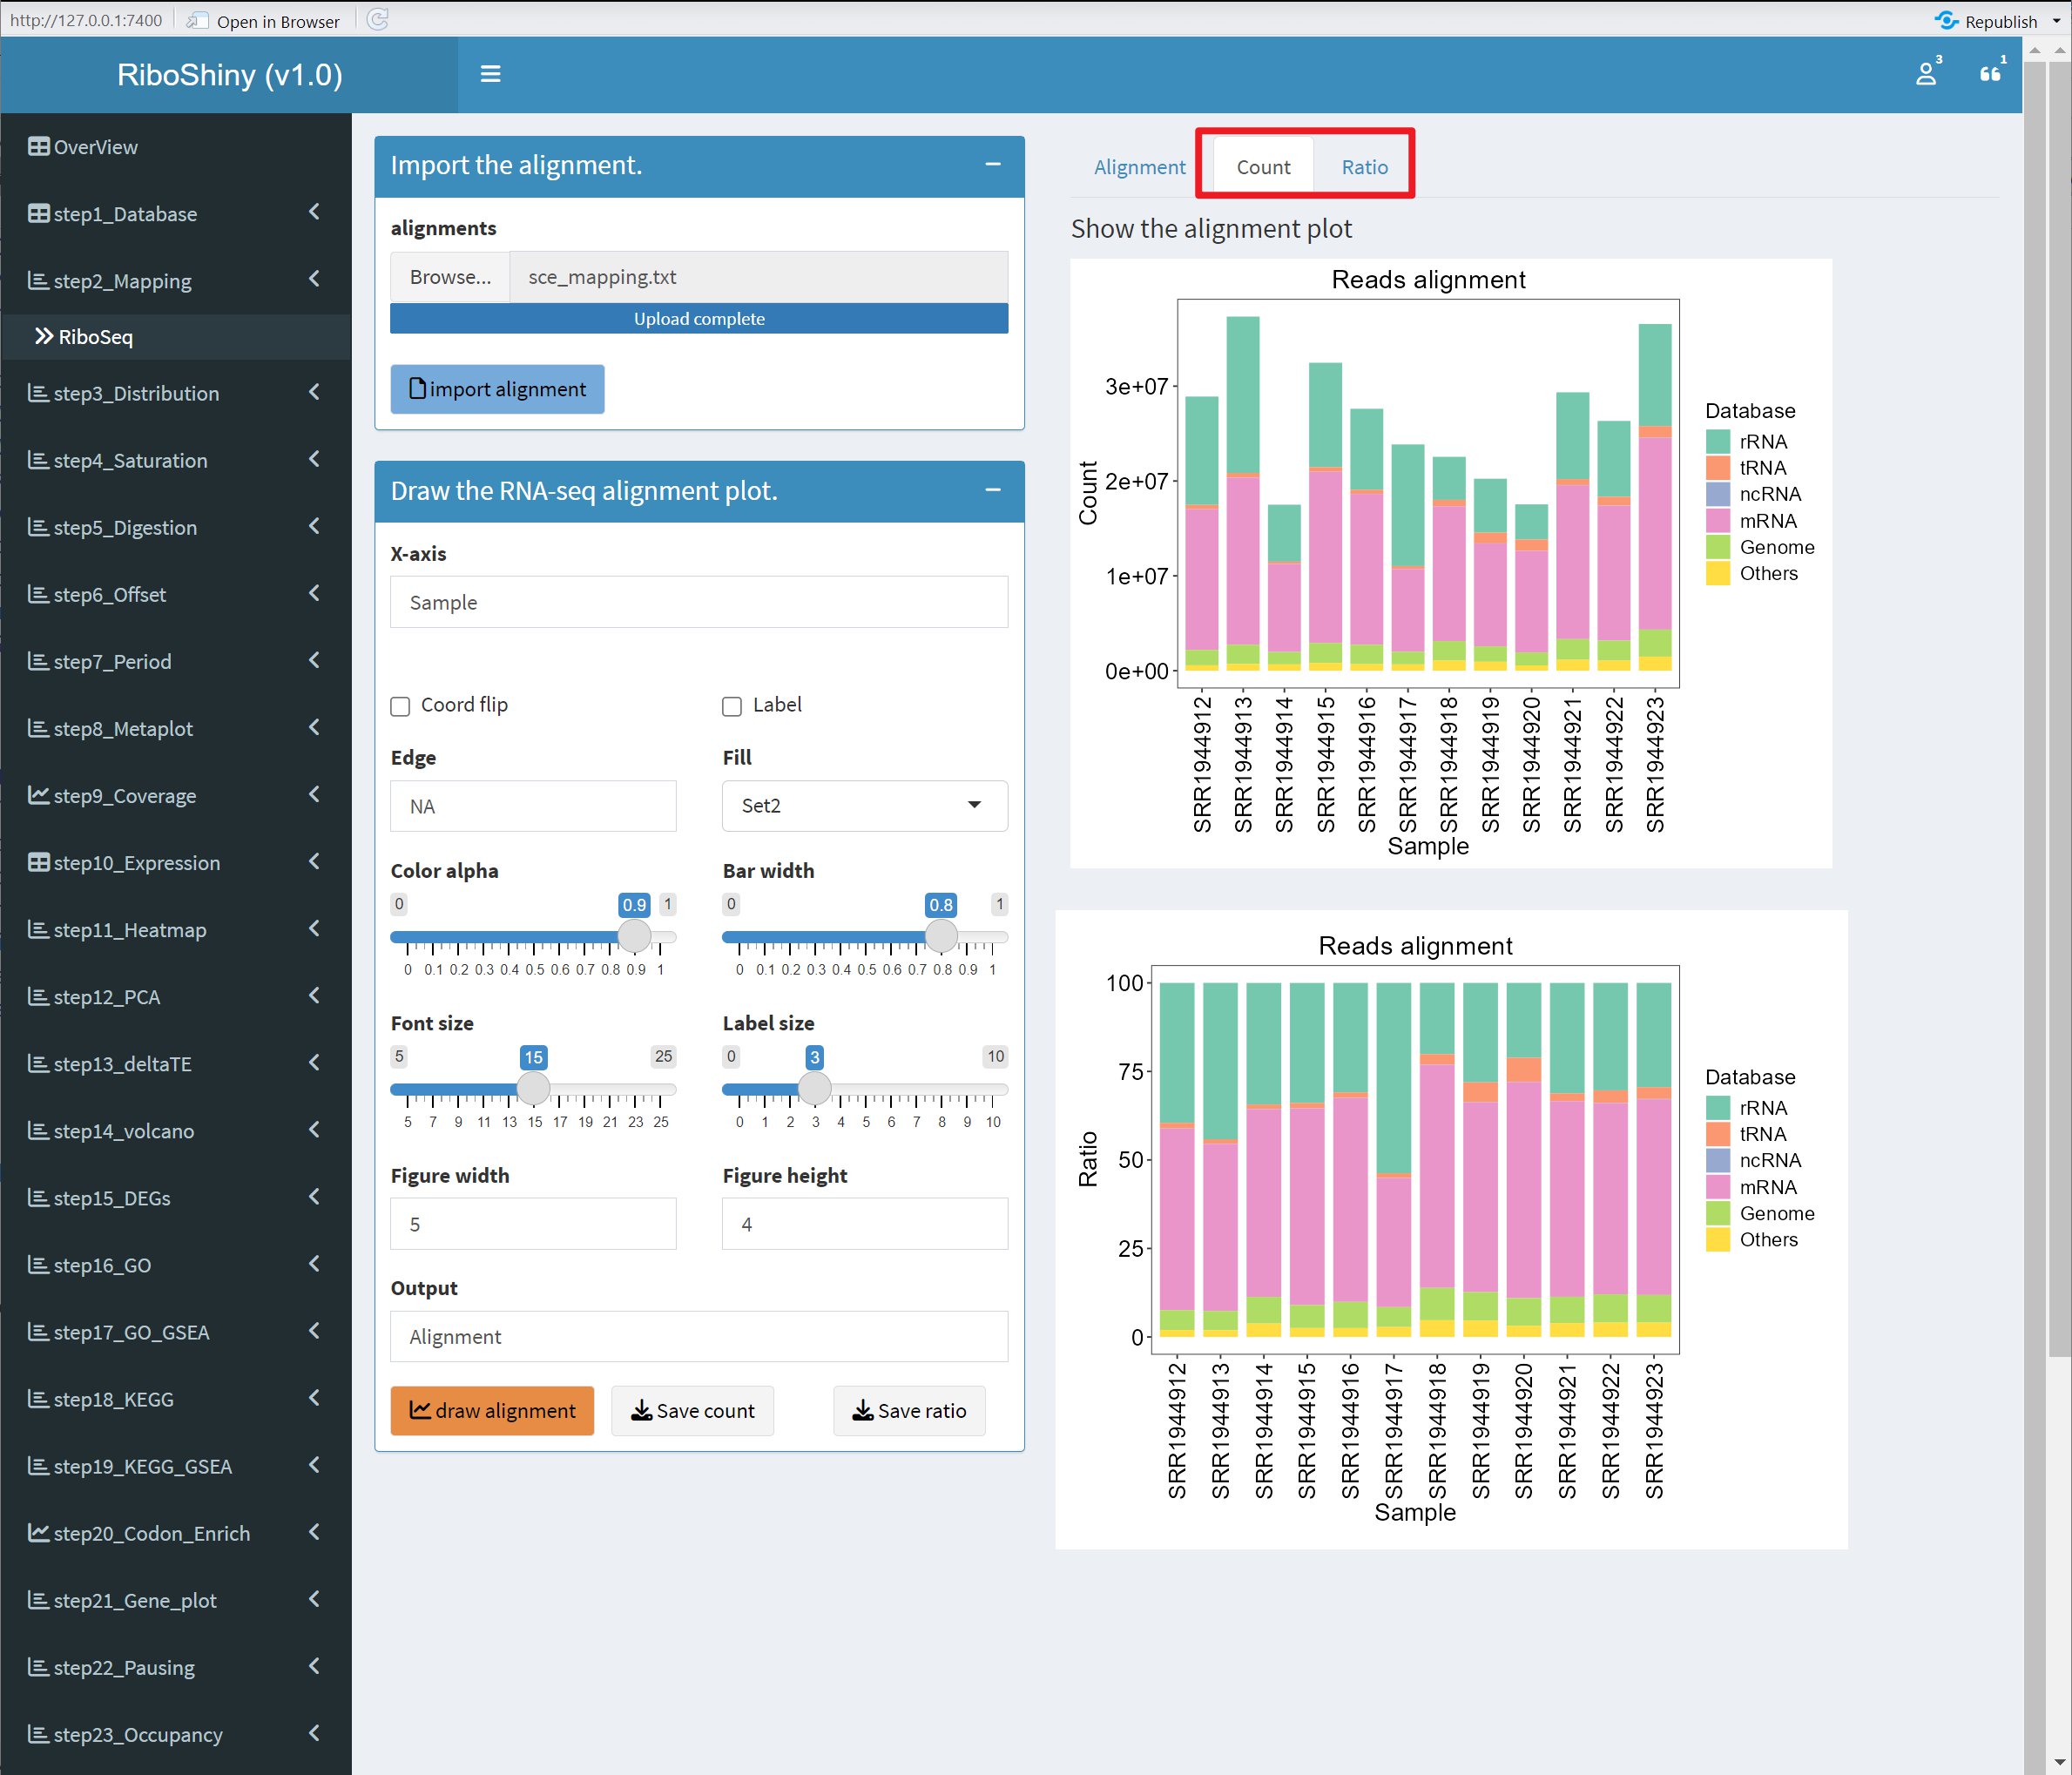 http://127.0.0.1:7400 Open in Browser Republish
RiboShiny (v1.0) 3 1
OverView
step1_Database
step2_Mapping
RiboSeq
step3_Distribution
step4_Saturation
step5_Digestion
step6_Offset
step7_Period
step8_Metaplot
step9_Coverage
step10_Expression
step11_Heatmap
step12_PCA
step13_deltaTE
step14_volcano
step15_DEGs
step16_GO
step17_GO_GSEA
step18_KEGG
step19_KEGG_GSEA
step20_Codon_Enrich
step21_Gene_plot
step22_Pausing
step23_Occupancy
Import the alignment.
alignments
Browse... sce_mapping.txt
Upload complete
import alignment
Draw the RNA-seq alignment plot.
X-axis
Sample
Coord flip Label
Edge Fill
NA Set2
Color alpha Bar width
0 0.9 1 0 0.8 1
0 0.1 0.2 0.3 0.4 0.5 0.6 0.7 0.8 0.9 1 0 0.1 0.2 0.3 0.4 0.5 0.6 0.7 0.8 0.9 1
Font size Label size
5 15 25 0 3 10
5 7 9 11 13 15 17 19 21 23 25 0 1 2 3 4 5 6 7 8 9 10
Figure width Figure height
5 4
Output
Alignment
draw alignment Save count Save ratio
Alignment Count Ratio
Show the alignment plot
Reads alignment
Count
3e+07
2e+07
1e+07
0e+00
SRR1944912
SRR1944913
SRR1944914
SRR1944915
SRR1944916
SRR1944917
SRR1944918
SRR1944919
SRR1944920
SRR1944921
SRR1944922
SRR1944923
Sample
Database
rRNA
tRNA
ncRNA
mRNA
Genome
Others
Reads alignment
Ratio
100
75
50
25
0
SRR1944912
SRR1944913
SRR1944914
SRR1944915
SRR1944916
SRR1944917
SRR1944918
SRR1944919
SRR1944920
SRR1944921
SRR1944922
SRR1944923
Sample
Database
rRNA
tRNA
ncRNA
mRNA
Genome
Others